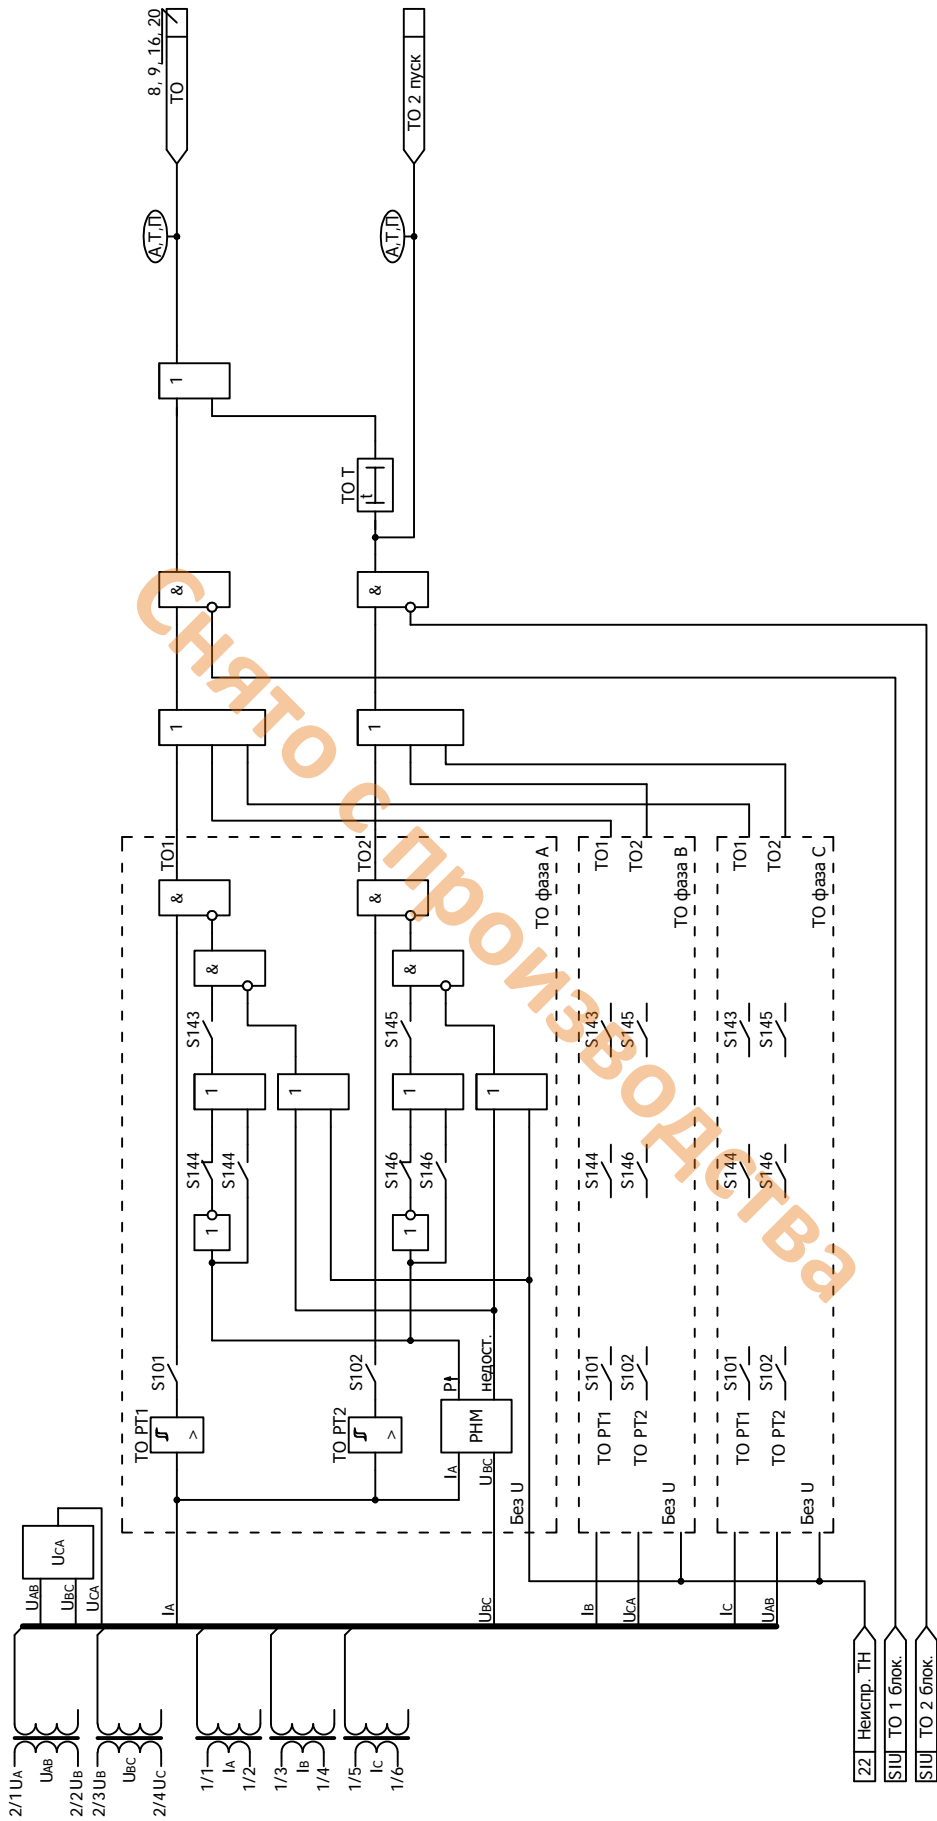 8, 9, 16, 20
ТО
ТО 2 пуск
А,Т,П
А,Т,П
1
ТО Т
t
&
&
1
1
ТО1
ТО2
&
&
ТО фаза А
&
&
S143
S145
1
1
1
1
S144
S144
S146
S146
1
1
S101
S102
P
недост.
ТО РТ1
>
ТО РТ2
>
РНМ
IA
UBC
Без U
ТО1
ТО2
ТО фаза В
S143
S145
S144
S146
S101
S102
ТО РТ1
ТО РТ2
Без U
ТО1
ТО2
ТО фаза С
S143
S145
S144
S146
S101
S102
ТО РТ1
ТО РТ2
Без U
UCA
UAB
UBC
UCA
IA
UBC
IB
UCA
IC
UAB
2/1 UA
UAB
2/2 UB
2/3 UB
UBC
2/4 UC
1/1
IA
1/2
1/3
IB
1/4
1/5
IC
1/6
22 Неиспр. ТН
SIU ТО 1 блок.
SIU ТО 2 блок.
Снято с производства